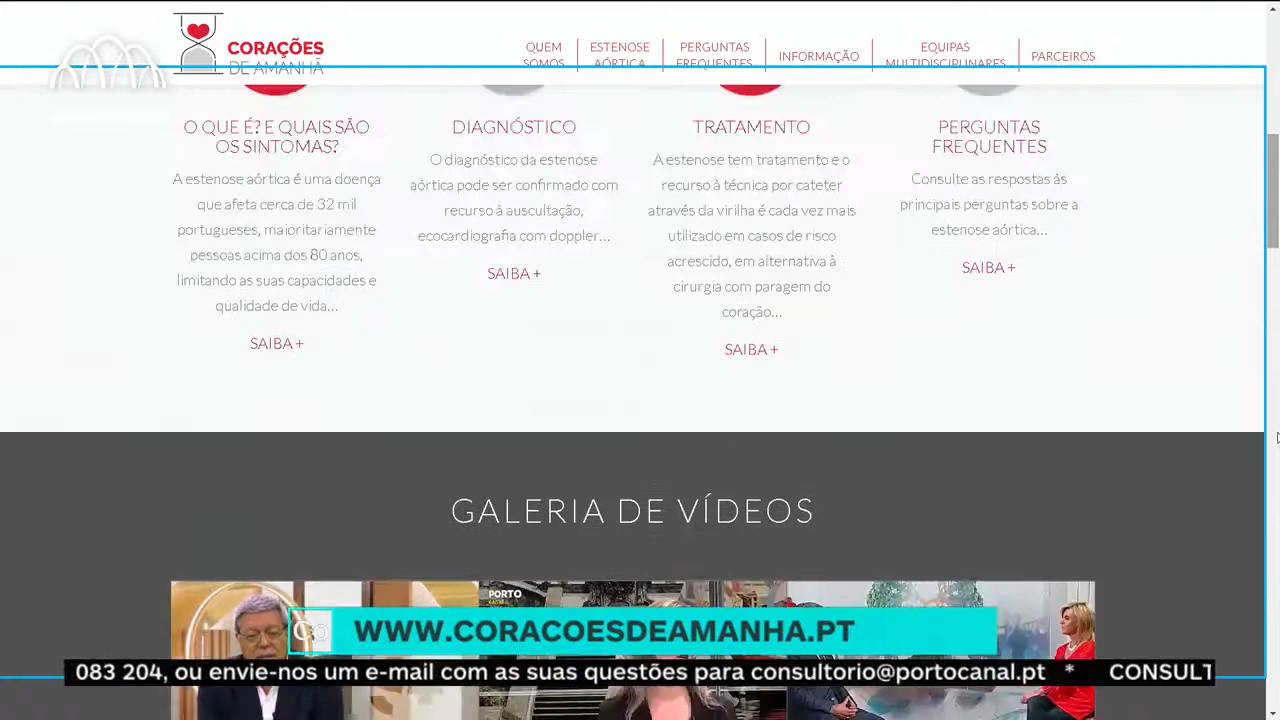 CORAÇÕES
DE AMANHÃ
QUEM
SOMOS
ESTENOSE
AÓRTICA
PERGUNTAS
FREQUENTES
INFORMAÇÃO
EQUIPAS
MULTIDISCIPLINARES
PARCEIROS
O QUE É? E QUAIS SÃO
OS SINTOMAS?
A estenose aórtica é uma doença
que afeta cerca de 32 mil
portugueses, maioritariamente
pessoas acima dos 80 anos,
limitando as suas capacidades e
qualidade de vida...
SAIBA +
DIAGNÓSTICO
O diagnóstico da estenose
aórtica pode ser confirmado com
recurso à auscultação,
ecocardiografia com doppler...
SAIBA +
TRATAMENTO
A estenose tem tratamento e o
recurso à técnica por cateter
através da virilha é cada vez mais
utilizado em casos de risco
acrescido, em alternativa à
cirurgia com paragem do
coração...
SAIBA +
PERGUNTAS
FREQUENTES
Consulte as respostas às
principais perguntas sobre a
estenose aórtica...
SAIBA +
GALERIA DE VÍDEOS
PORTO
Co
WWW.CORACOESDEAMANHA.PT
083 204, ou envie-nos um e-mail com as suas questões para consultorio@portocanal.pt * CONSULT